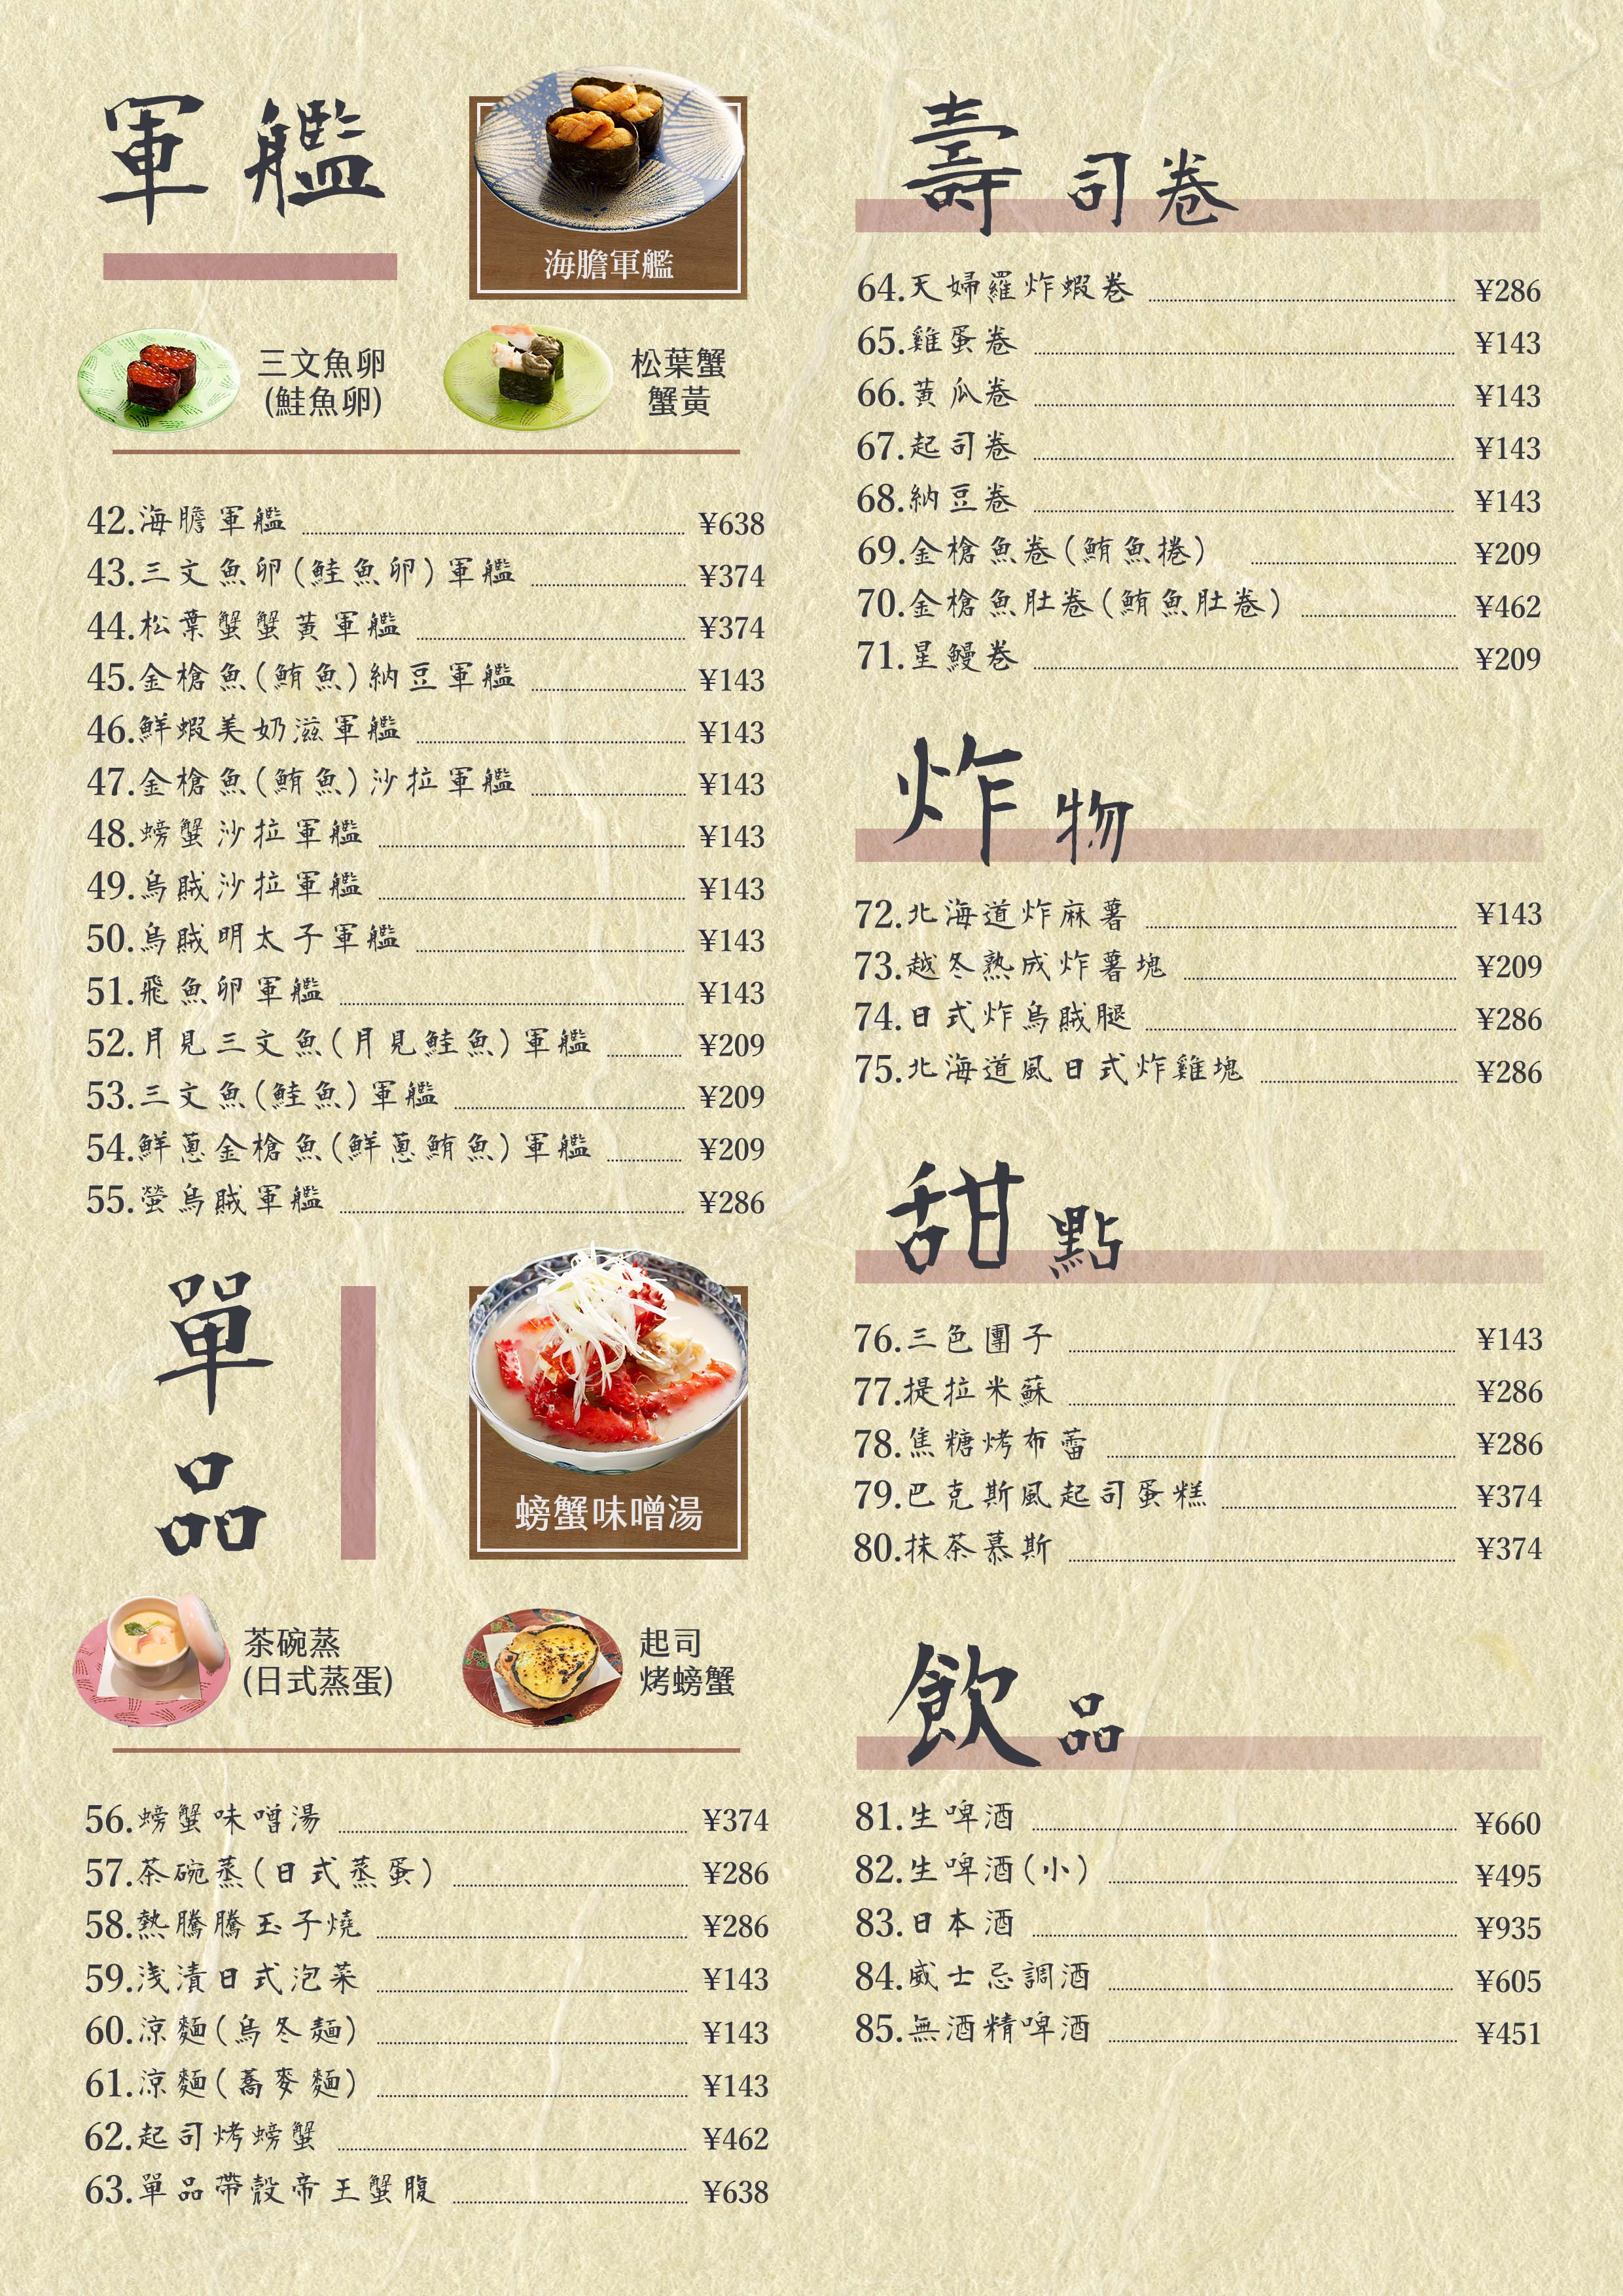 軍艦
海膽軍艦
三文魚卵
(鮭魚卵)
松葉蟹
蟹黃
42.海膽軍艦 ¥638
43.三文魚卵(鮭魚卵)軍艦 ¥374
44.松葉蟹蟹黃軍艦 ¥374
45.金槍魚(鮪魚)納豆軍艦 ¥143
46.鮮蝦美奶滋軍艦 ¥143
47.金槍魚(鮪魚)沙拉軍艦 ¥143
48.螃蟹沙拉軍艦 ¥143
49.烏賊沙拉軍艦 ¥143
50.烏賊明太子軍艦 ¥143
51.飛魚卵軍艦 ¥143
52.月見三文魚(月見鮭魚)軍艦 ¥209
53.三文魚(鮭魚)軍艦 ¥209
54.鮮蔥金槍魚(鮮蔥鮪魚)軍艦 ¥209
55.螢烏賊軍艦 ¥286
單品
螃蟹味噌湯
茶碗蒸
(日式蒸蛋)
起司
烤螃蟹
56.螃蟹味噌湯 ¥374
57.茶碗蒸(日式蒸蛋) ¥286
58.熱騰騰玉子燒 ¥286
59.浅漬日式泡菜 ¥143
60.涼麵(烏冬麵) ¥143
61.涼麵(蕎麥麵) ¥143
62.起司烤螃蟹 ¥462
63.單品帶殼帝王蟹腹 ¥638
壽司卷
64.天婦羅炸蝦卷 ¥286
65.雞蛋卷 ¥143
66.黃瓜卷 ¥143
67.起司卷 ¥143
68.納豆卷 ¥143
69.金槍魚卷(鮪魚捲) ¥209
70.金槍魚肚卷(鮪魚肚卷) ¥462
71.星鰻卷 ¥209
炸物
72.北海道炸麻薯 ¥143
73.越冬熟成炸薯塊 ¥209
74.日式炸烏賊腿 ¥286
75.北海道風日式炸雞塊 ¥286
甜點
76.三色團子 ¥143
77.提拉米蘇 ¥286
78.焦糖烤布蕾 ¥286
79.巴克斯風起司蛋糕 ¥374
80.抹茶慕斯 ¥374
飲品
81.生啤酒 ¥660
82.生啤酒(小) ¥495
83.日本酒 ¥935
84.威士忌調酒 ¥605
85.無酒精啤酒 ¥451